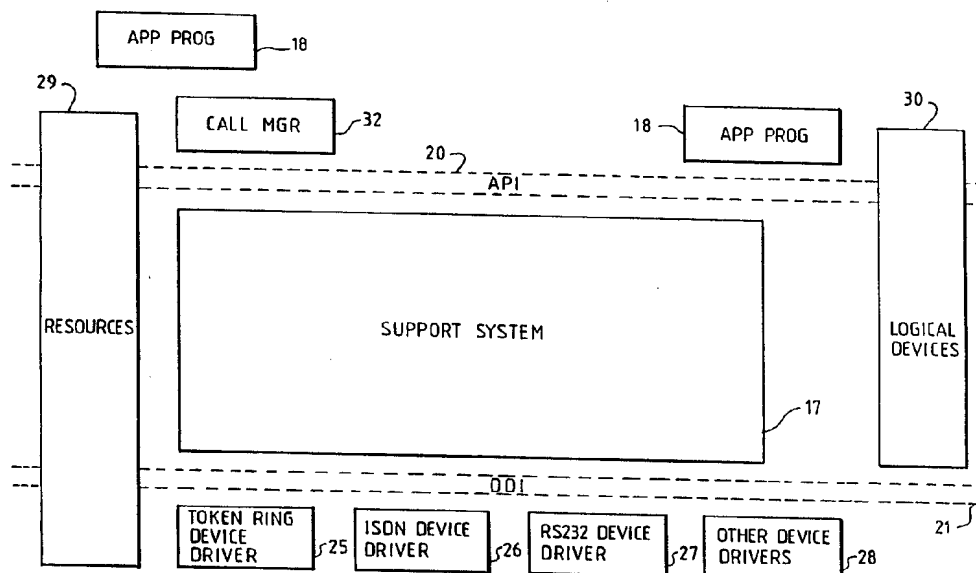 APP PROG
18
29
CALL MGR
32
18
APP PROG
30
20
API
RESOURCES
SUPPORT SYSTEM
LOGICAL
DEVICES
17
DDI
21
TOKEN RING
DEVICE
DRIVER
25
ISDN DEVICE
DRIVER
26
RS232 DEVICE
DRIVER
27
OTHER DEVICE
DRIVERS
28